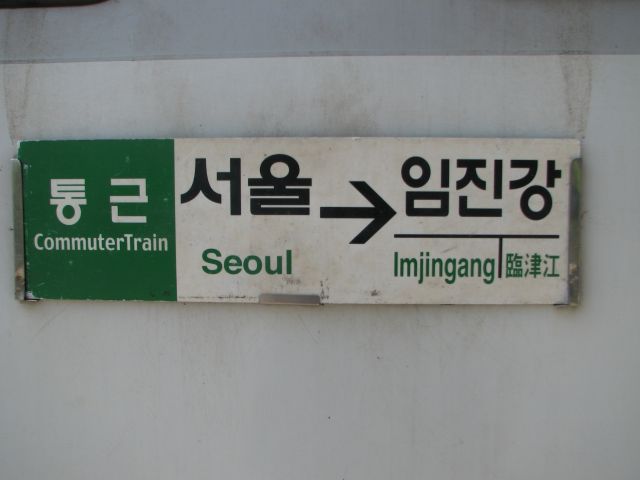 통근
CommuterTrain
서울 → 임진강
Seoul
Imjingang 臨津江